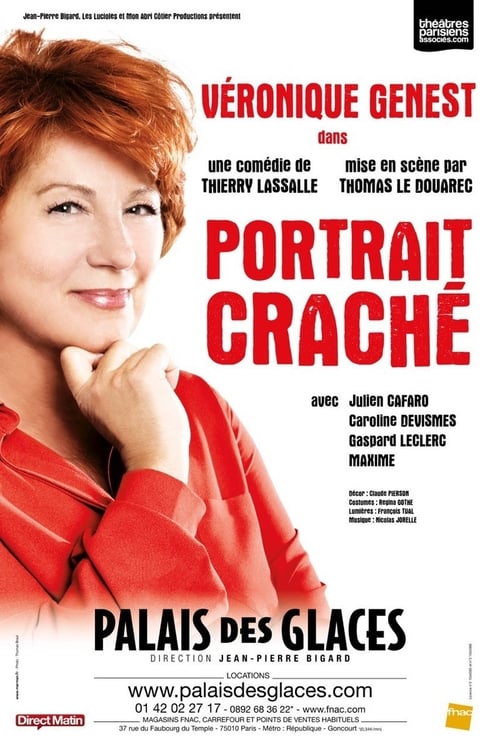 Jean-Pierre Bigard, Les Lucioles et Mon Abri Côtier Productions présentent
théâtres
parisiens
associés.com
VÉRONIQUE GENEST
dans
une comédie de
THIERRY LASSALLE
mise en scène par
THOMAS LE DOUAREC
PORTRAIT
CRACHÉ
avec
Julien CAFARO
Caroline DEVISMES
Gaspard LECLERC
MAXIME
Décor : Claude PIERSON
Costumes : Regina GOTHE
Lumières : François TUAL
Musique : Nicolas JORELLE
PALAIS DES GLACES
DIRECTION JEAN-PIERRE BIGARD
LOCATIONS
www.palaisdesglaces.com
01 42 02 27 17 - 0892 68 36 22* - www.fnac.com
MAGASINS FNAC, CARREFOUR ET POINTS DE VENTES HABITUELS
37 rue du Faubourg du Temple - 75010 Paris - Métro : République, Goncourt
Direct Matin
fnac